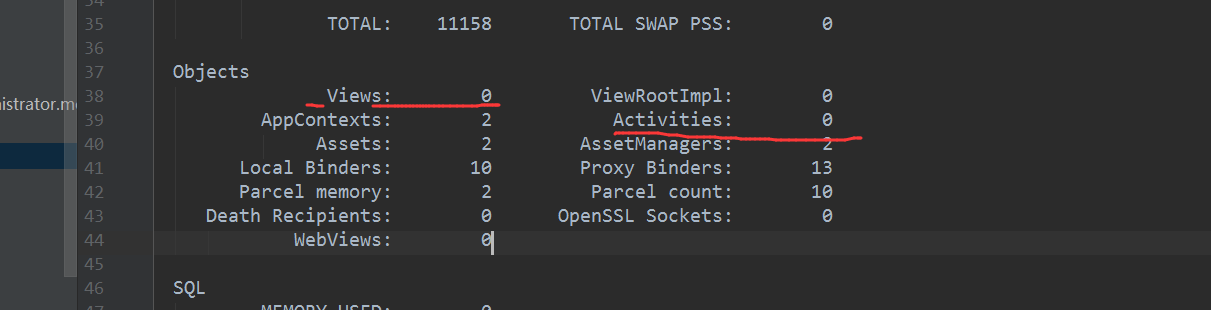 35 TOTAL: 11158 TOTAL SWAP PSS: 0
36
37 Objects
38 Views: 0 ViewRootImpl: 0
nistrator.me
39 AppContexts: 2 Activities: 0
40 Assets: 2 AssetManagers: 2
41 Local Binders: 10 Proxy Binders: 13
42 Parcel memory: 2 Parcel count: 10
43 Death Recipients: 0 OpenSSL Sockets: 0
44 WebViews: 0
45
46 SQL
47 MEMORY_USED: 0